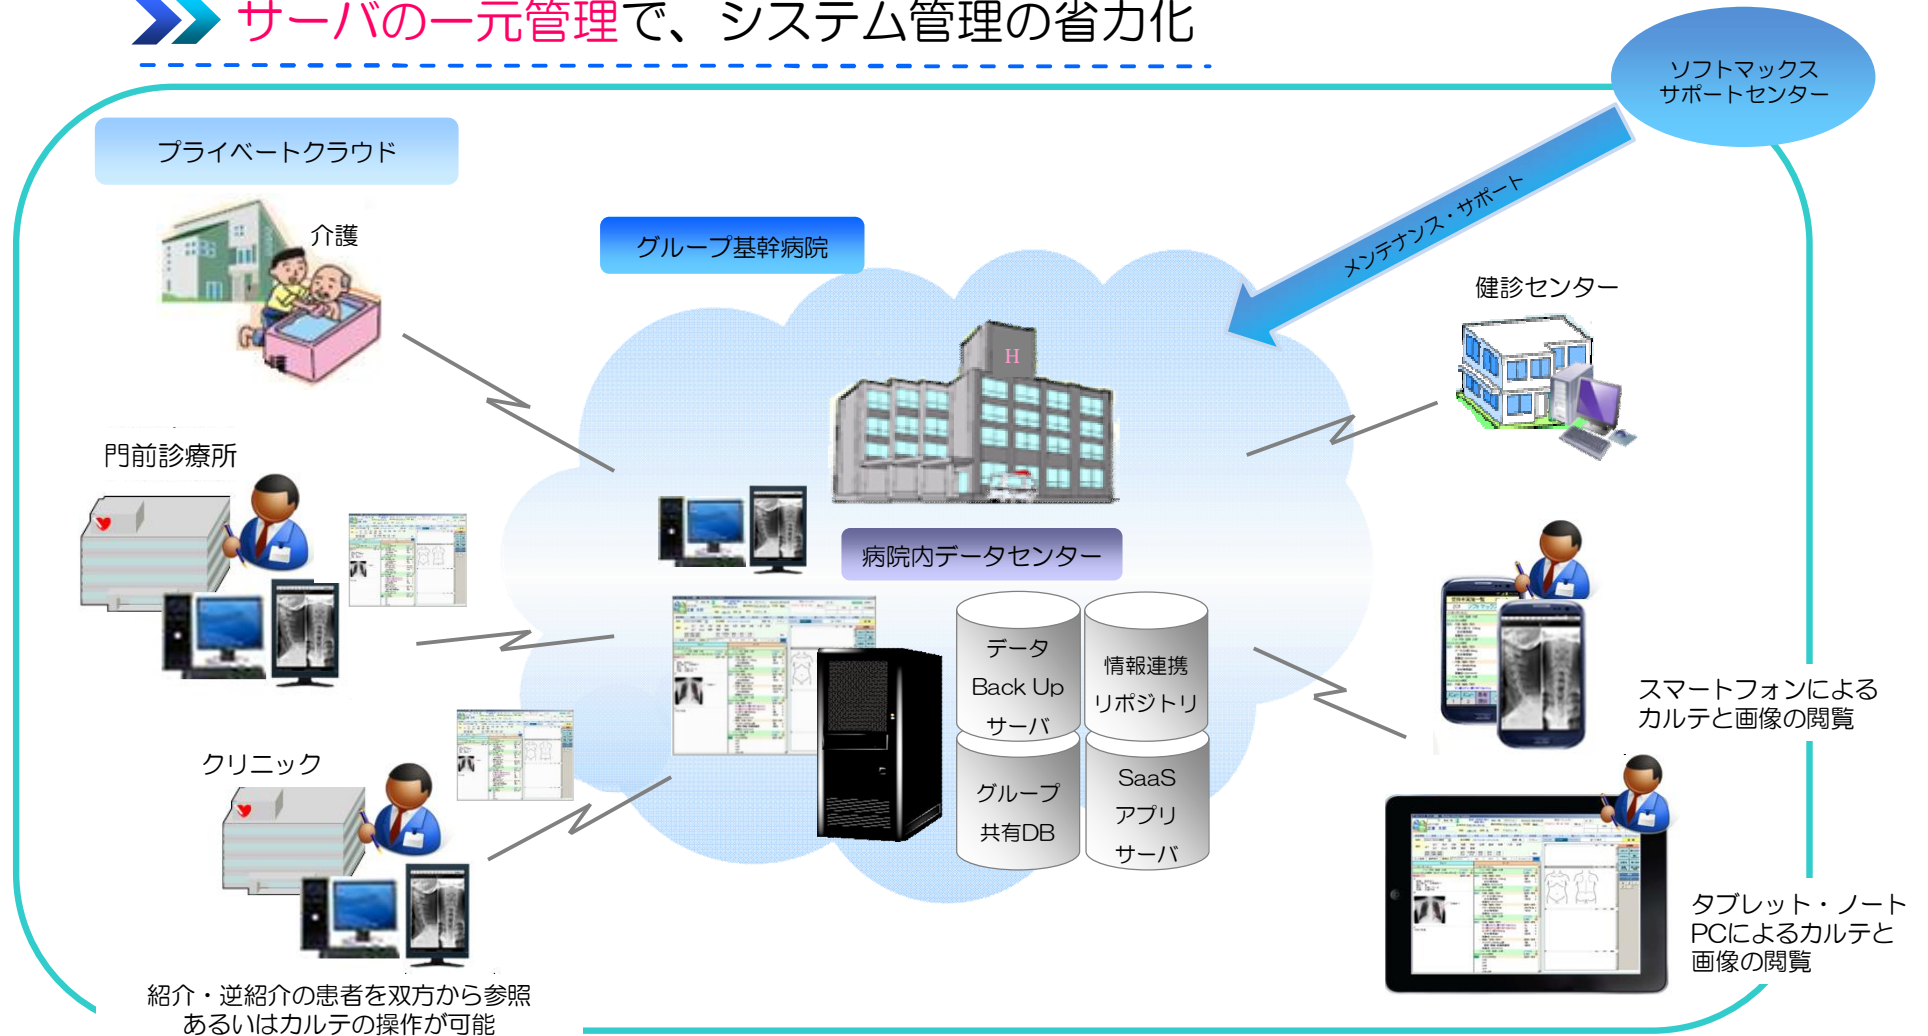 サーバの一元管理で、システム管理の省力化
ソフトマックス
サポートセンター
プライベートクラウド
メンテナンス・サポート
介護
グループ基幹病院
健診センター
H
門前診療所
病院内データセンター
データ
Back Up
サーバ
情報連携
リポジトリ
スマートフォンによる
カルテと画像の閲覧
クリニック
グループ
共有DB
SaaS
アプリ
サーバ
タブレット・ノート
PCによるカルテと
画像の閲覧
紹介・逆紹介の患者を双方から参照
あるいはカルテの操作が可能